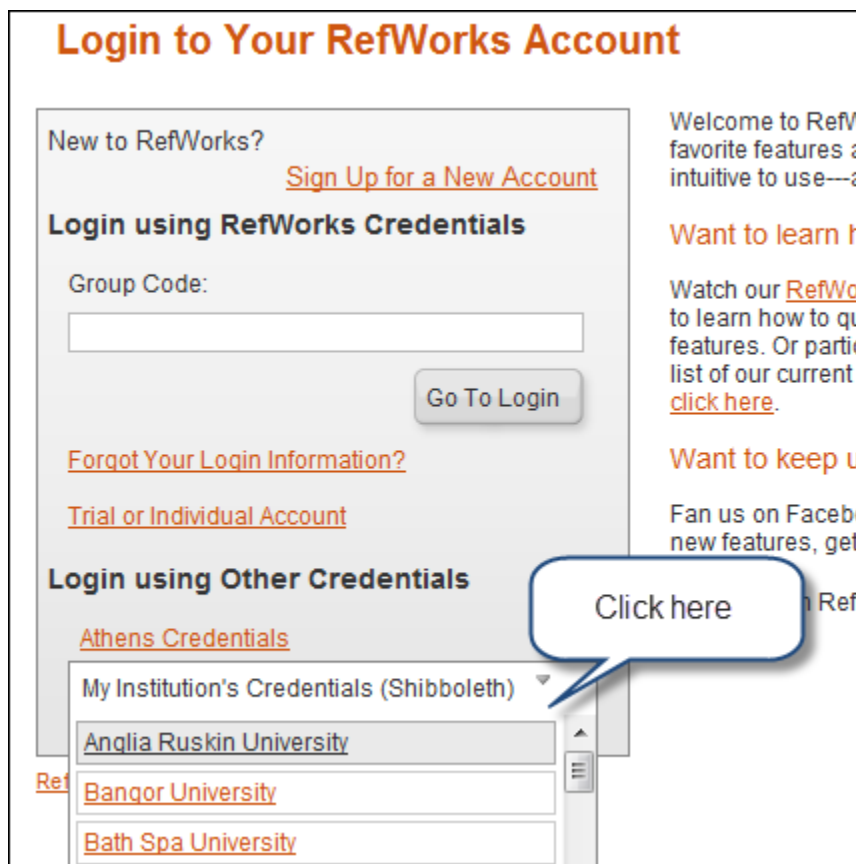 Login to Your RefWorks Account
New to RefWorks?
Sign Up for a New Account
Login using RefWorks Credentials
Group Code:
Go To Login
Forgot Your Login Information?
Trial or Individual Account
Login using Other Credentials
Athens Credentials
My Institution's Credentials (Shibboleth)
Anglia Ruskin University
Bangor University
Bath Spa University
Click here
Welcome to
favorite features
intuitive to use---
Want to learn
Watch our
to learn how to
features. Or
list of our current
click here.
Want to keep
Fan us on
new features, get